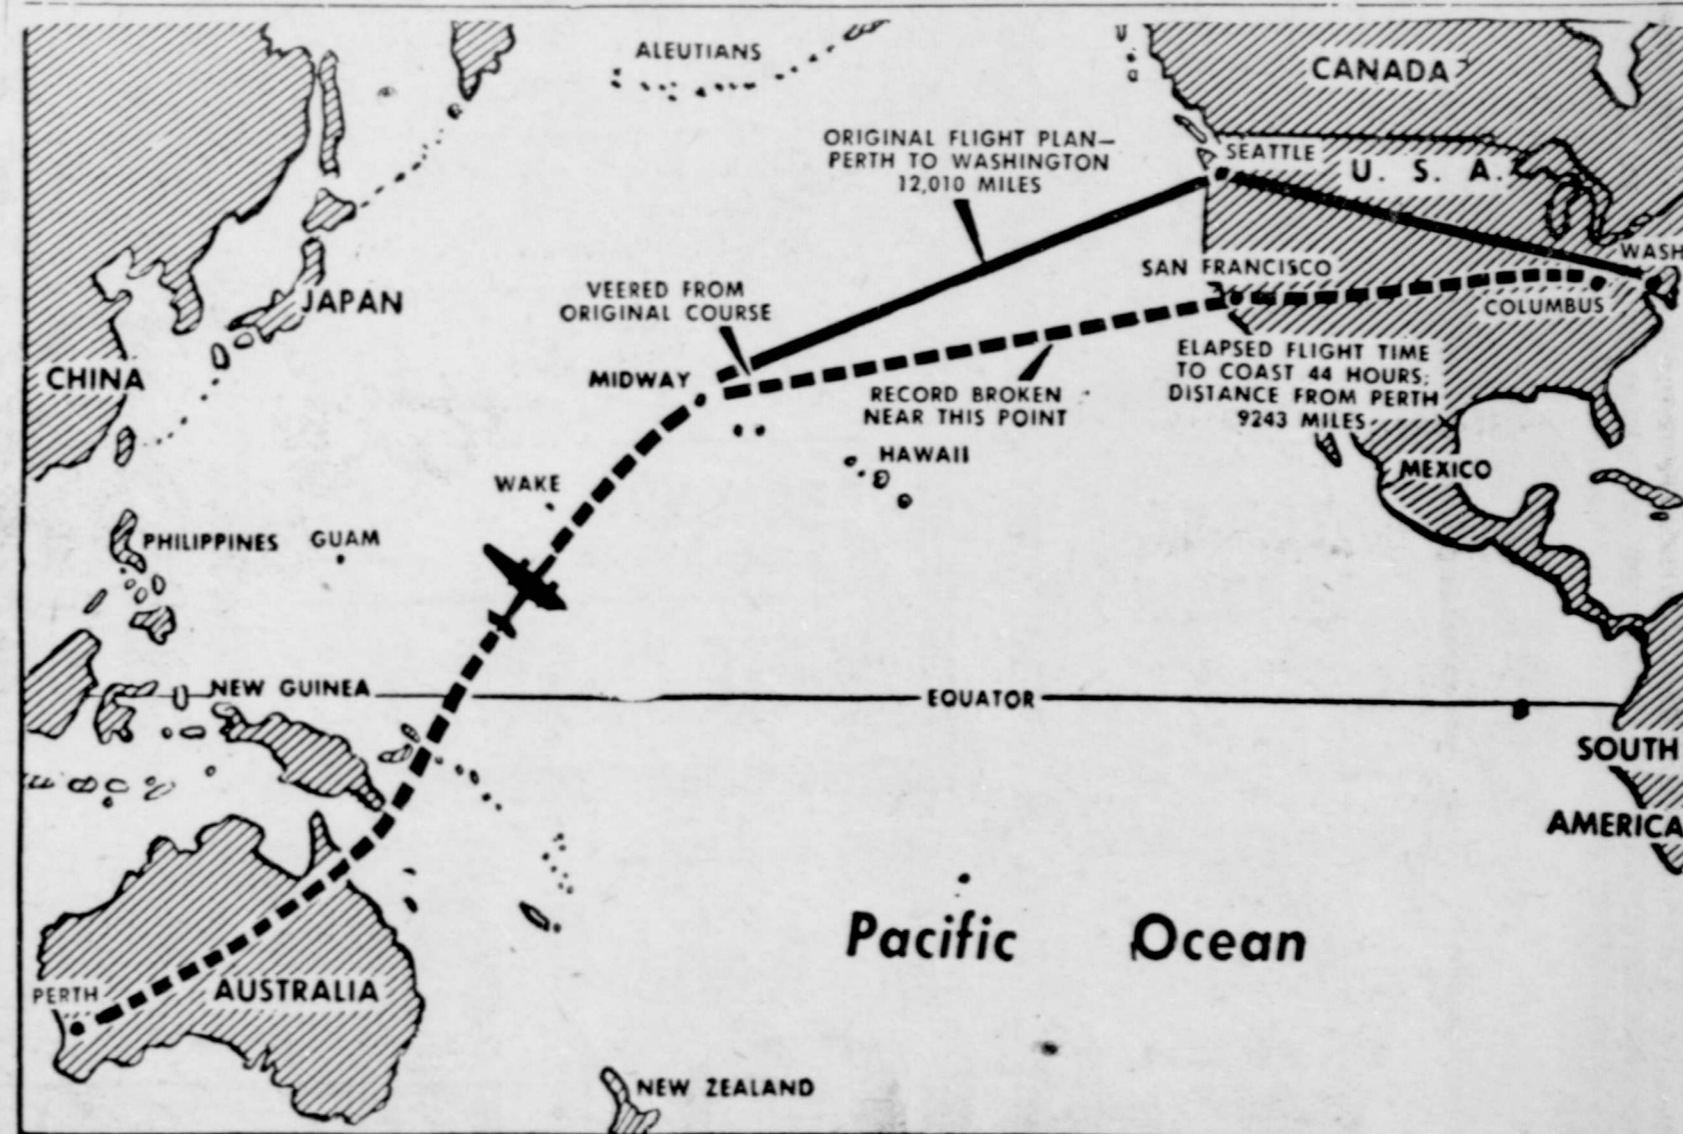 ALEUTIANS
CANADA
ORIGINAL FLIGHT PLAN—
PERTH TO WASHINGTON
12,010 MILES
SEATTLE
U. S. A.
WASH
SAN FRANCISCO
COLUMBUS
VEERED FROM
ORIGINAL COURSE
JAPAN
CHINA
MIDWAY
RECORD BROKEN
NEAR THIS POINT
ELAPSED FLIGHT TIME
TO COAST 44 HOURS;
DISTANCE FROM PERTH
9243 MILES
HAWAII
MEXICO
WAKE
PHILIPPINES
GUAM
NEW GUINEA
EQUATOR
SOUTH
AMERICA
Pacific Ocean
PERTH
AUSTRALIA
NEW ZEALAND